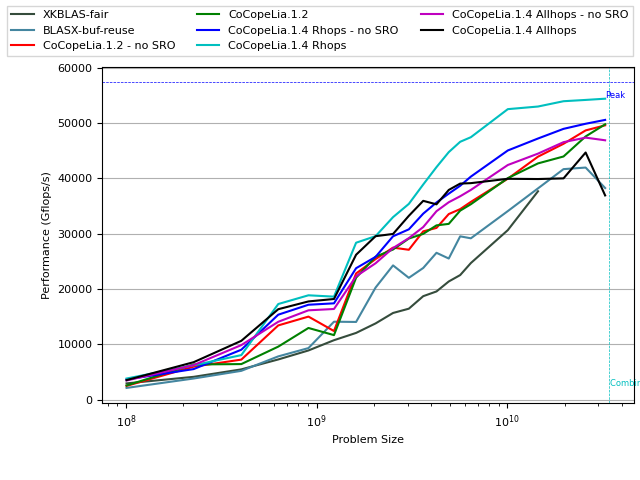 XKBLAS-fair
BLASX-buf-reuse
CoCopeLia.1.2 - no SRO
CoCopeLia.1.2
CoCopeLia.1.4 Rhops - no SRO
CoCopeLia.1.4 Rhops
CoCopeLia.1.4 Allhops - no SRO
CoCopeLia.1.4 Allhops
60000
Peak
50000
40000
30000
20000
10000
0
Performance (Gflops/s)
10⁸
10⁹
10¹⁰
Problem Size